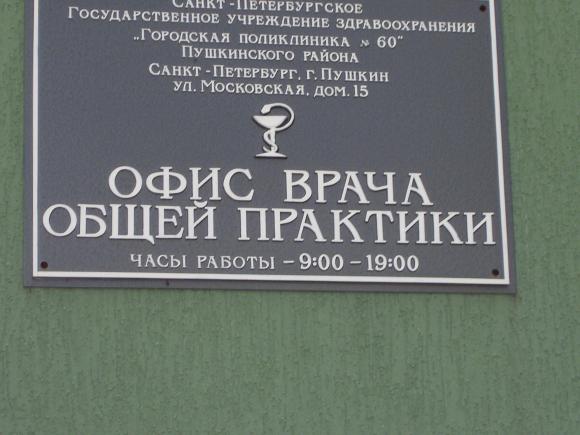 Санкт-Петербургское
Государственное учреждение здравоохранения
„Городская поликлиника № 60"
Пушкинского района
Санкт-Петербург, г. Пушкин
ул. Московская, дом. 15
ОФИС ВРАЧА
ОБЩЕЙ ПРАКТИКИ
часы работы – 9:00 – 19:00